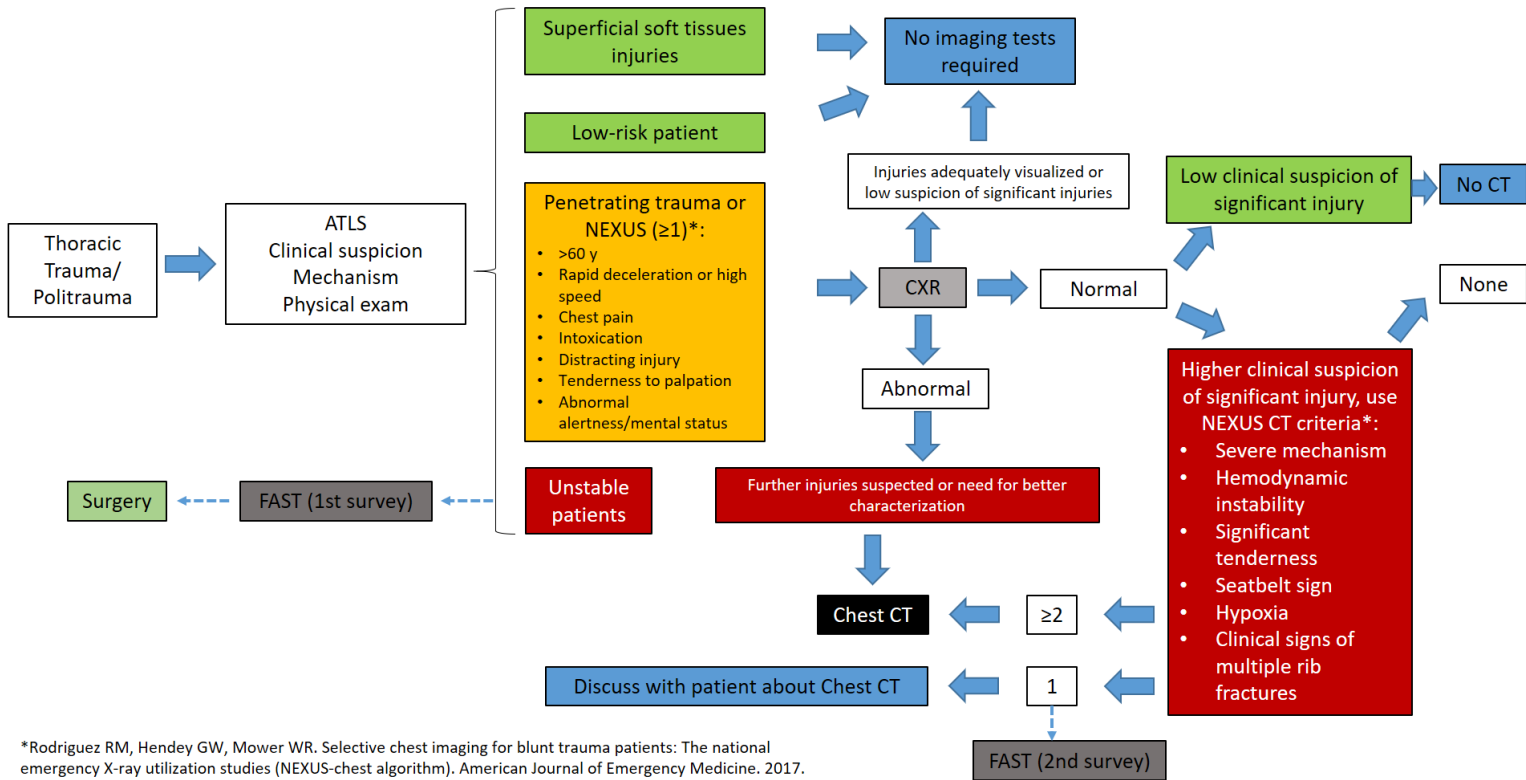 Thoracic
Trauma/
Politrauma
ATLS
Clinical suspicion
Mechanism
Physical exam
Superficial soft tissues
injuries
Low-risk patient
Penetrating trauma or
NEXUS (≥1)*:
• >60 y
• Rapid deceleration or high
speed
• Chest pain
• Intoxication
• Distracting injury
• Tenderness to palpation
• Abnormal
alertness/mental status
Unstable
patients
FAST (1st survey)
Surgery
No imaging tests
required
Injuries adequately visualized or
low suspicion of significant injuries
CXR
Normal
Abnormal
Further injuries suspected or need for better
characterization
Low clinical suspicion of
significant injury
No CT
None
Higher clinical suspicion
of significant injury, use
NEXUS CT criteria*:
• Severe mechanism
• Hemodynamic
instability
• Significant
tenderness
• Seatbelt sign
• Hypoxia
• Clinical signs of
multiple rib
fractures
≥2
Chest CT
1
Discuss with patient about Chest CT
FAST (2nd survey)
*Rodriguez RM, Hendey GW, Mower WR. Selective chest imaging for blunt trauma patients: The national
emergency X-ray utilization studies (NEXUS-chest algorithm). American Journal of Emergency Medicine. 2017.